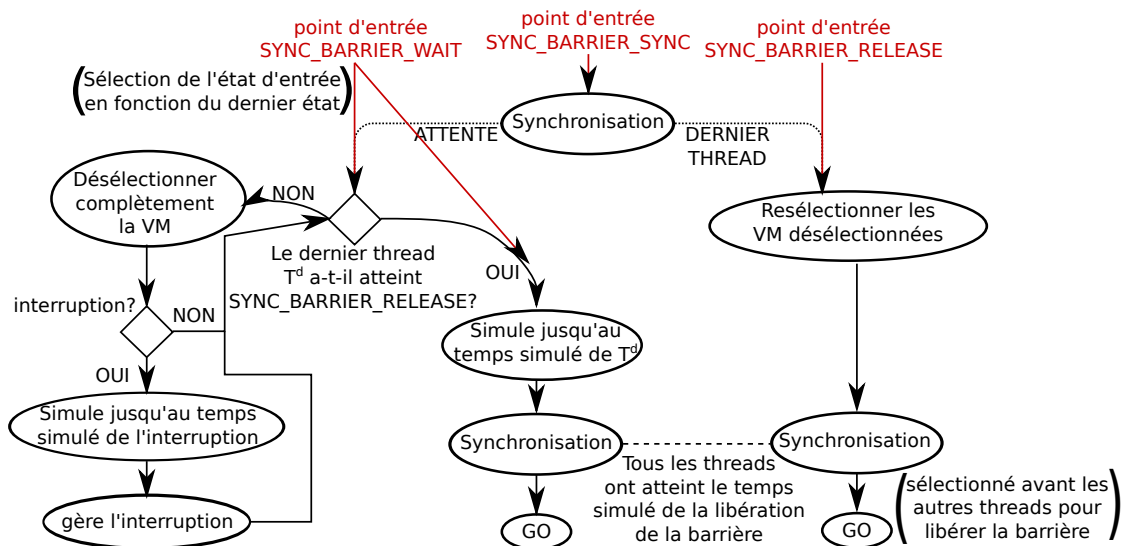 point d'entrée
SYNC_BARRIER_WAIT
point d'entrée
SYNC_BARRIER_SYNC
point d'entrée
SYNC_BARRIER_RELEASE
(Sélection de l'état d'entrée
en fonction du dernier état)
Synchronisation
ATTENTE
DERNIER
THREAD
Désélectionner
complètement
la VM
NON
Resélectionner les
VM désélectionnées
Le dernier thread
Tᵈ a-t-il atteint
SYNC_BARRIER_RELEASE?
OUI
interruption?
NON
OUI
Simule jusqu'au
temps simulé de Tᵈ
Simule jusqu'au temps
simulé de l'interruption
Synchronisation
Synchronisation
Tous les threads
ont atteint le temps
simulé de la libération
de la barrière
gère l'interruption
GO
GO
(sélectionné avant les
autres threads pour
libérer la barrière)